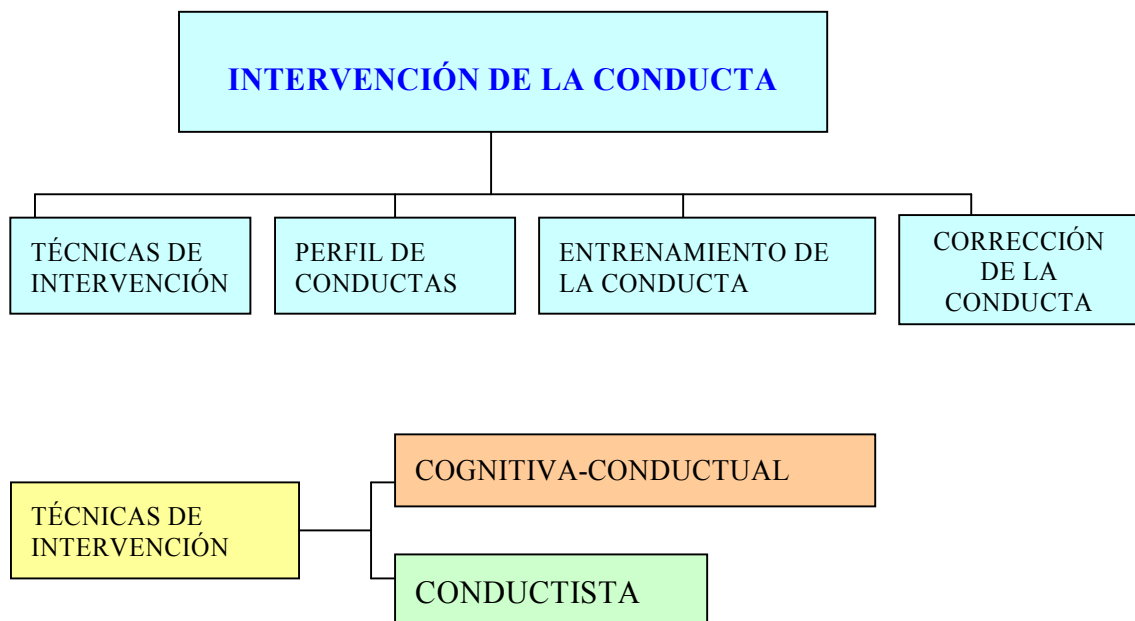 INTERVENCIÓN DE LA CONDUCTA
TÉCNICAS DE
INTERVENCIÓN
PERFIL DE
CONDUCTAS
ENTRENAMIENTO DE
LA CONDUCTA
CORRECCIÓN
DE LA
CONDUCTA
COGNITIVA-CONDUCTUAL
TÉCNICAS DE
INTERVENCIÓN
CONDUCTISTA